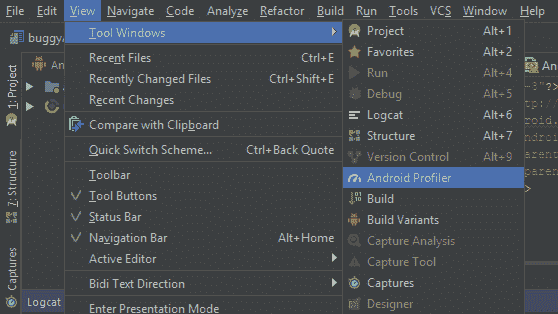 File Edit View Navigate Code Analyze Refactor Build Run Tools VCS Window Help
buggy
An
1: Project
7: Structure
Captures
Tool Windows
Recent Files Ctrl+E
Recently Changed Files Ctrl+Shift+E
Recent Changes
Compare with Clipboard
Quick Switch Scheme... Ctrl+Back Quote
Toolbar
Tool Buttons
Status Bar
Navigation Bar Alt+Home
Active Editor
Bidi Text Direction
Enter Presentation Mode
Logcat
Project Alt+1
Favorites Alt+2
Run Alt+4
Debug Alt+5
Logcat Alt+6
Structure Alt+7
Version Control Alt+9
Android Profiler
Build
Build Variants
Capture Analysis
Capture Tool
Captures
Designer
An
-8"?>
tp:
roid.
ndroi
parent
parer
>